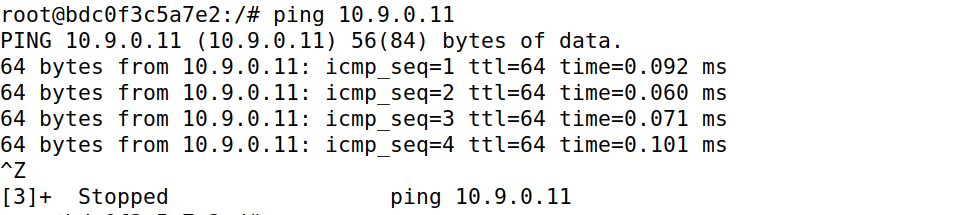 root@bdc0f3c5a7e2:/# ping 10.9.0.11
PING 10.9.0.11 (10.9.0.11) 56(84) bytes of data.
64 bytes from 10.9.0.11: icmp_seq=1 ttl=64 time=0.092 ms
64 bytes from 10.9.0.11: icmp_seq=2 ttl=64 time=0.060 ms
64 bytes from 10.9.0.11: icmp_seq=3 ttl=64 time=0.071 ms
64 bytes from 10.9.0.11: icmp_seq=4 ttl=64 time=0.101 ms
^Z
[3]+  Stopped                 ping 10.9.0.11